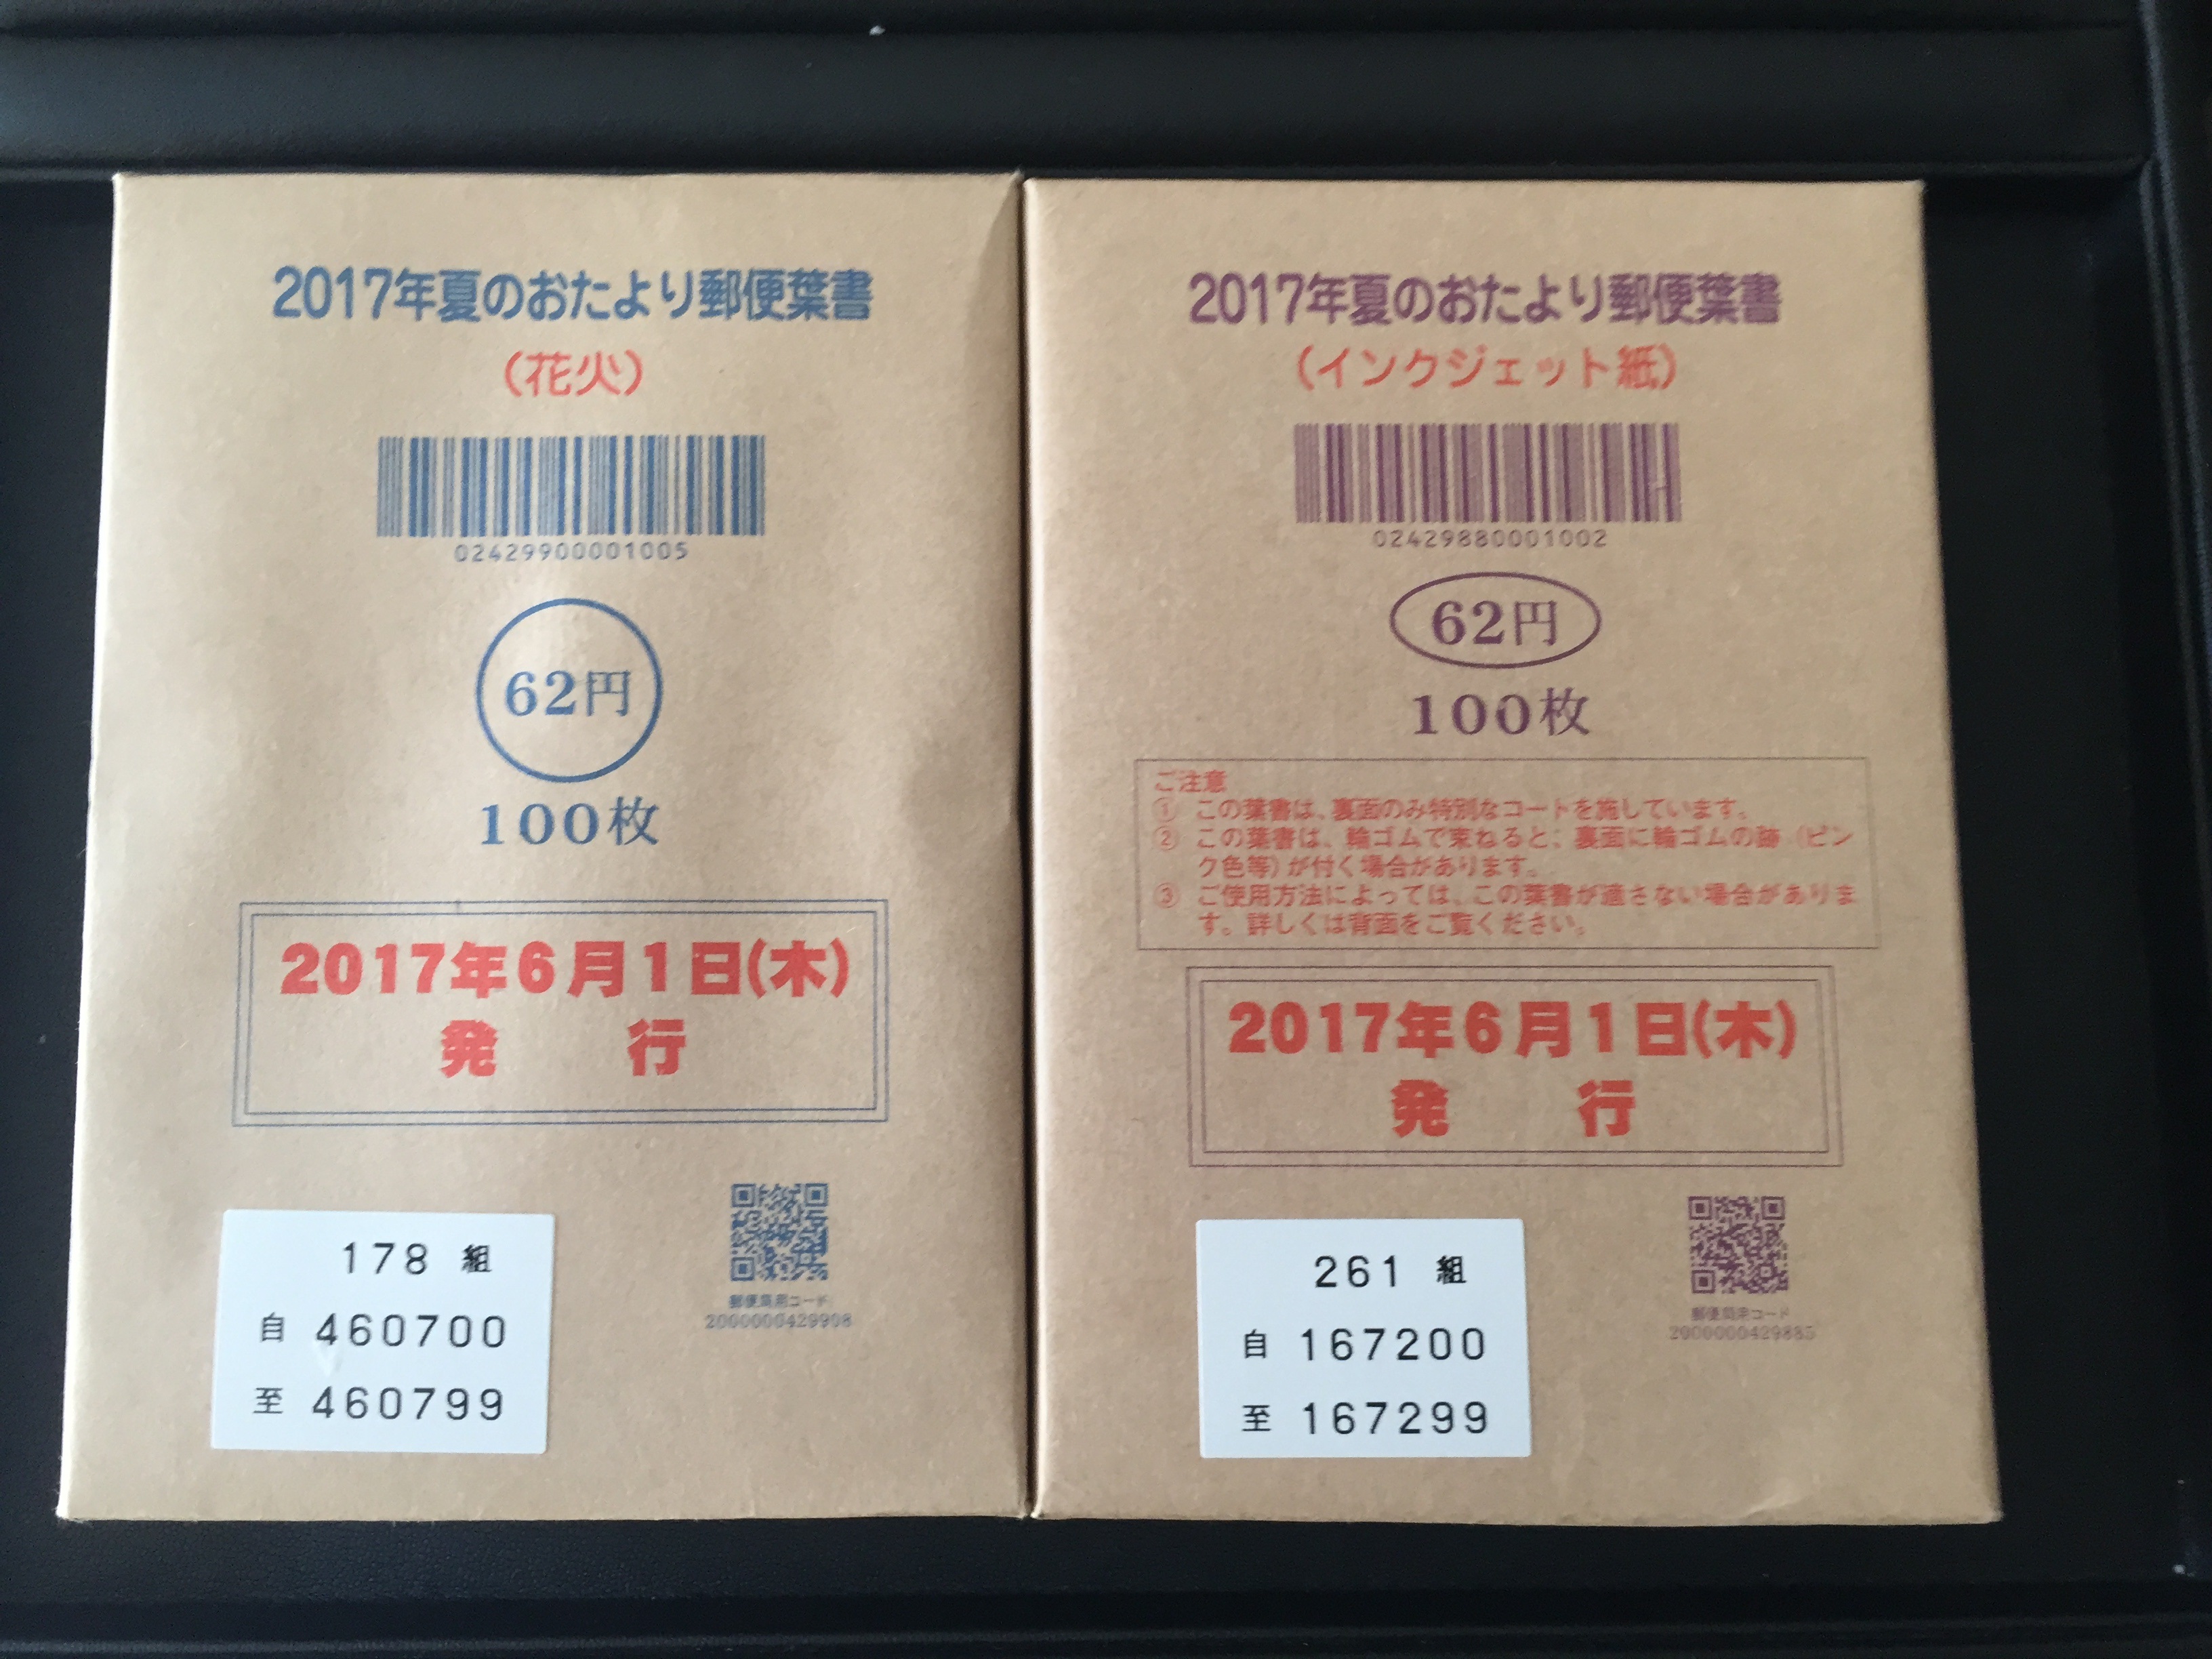 2017年夏のおたより郵便葉書
(花火)
02429900001005
62円
100枚
2017年6月1日(木)
発行
178 組
自 460700
至 460799
郵便局用コード
2000000429908
2017年夏のおたより郵便葉書
(インクジェット紙)
02429880001002
62円
100枚
ご注意
① この葉書は、裏面のみ特別なコートを施しています。
② この葉書は、輪ゴムで束ねると、裏面に輪ゴムの跡(ピン
ク色等)が付く場合があります。
③ ご使用方法によっては、この葉書が適さない場合がありま
す。詳しくは背面をご覧ください。
2017年6月1日(木)
発行
261 組
自 167200
至 167299
郵便局用コード
2000000429885